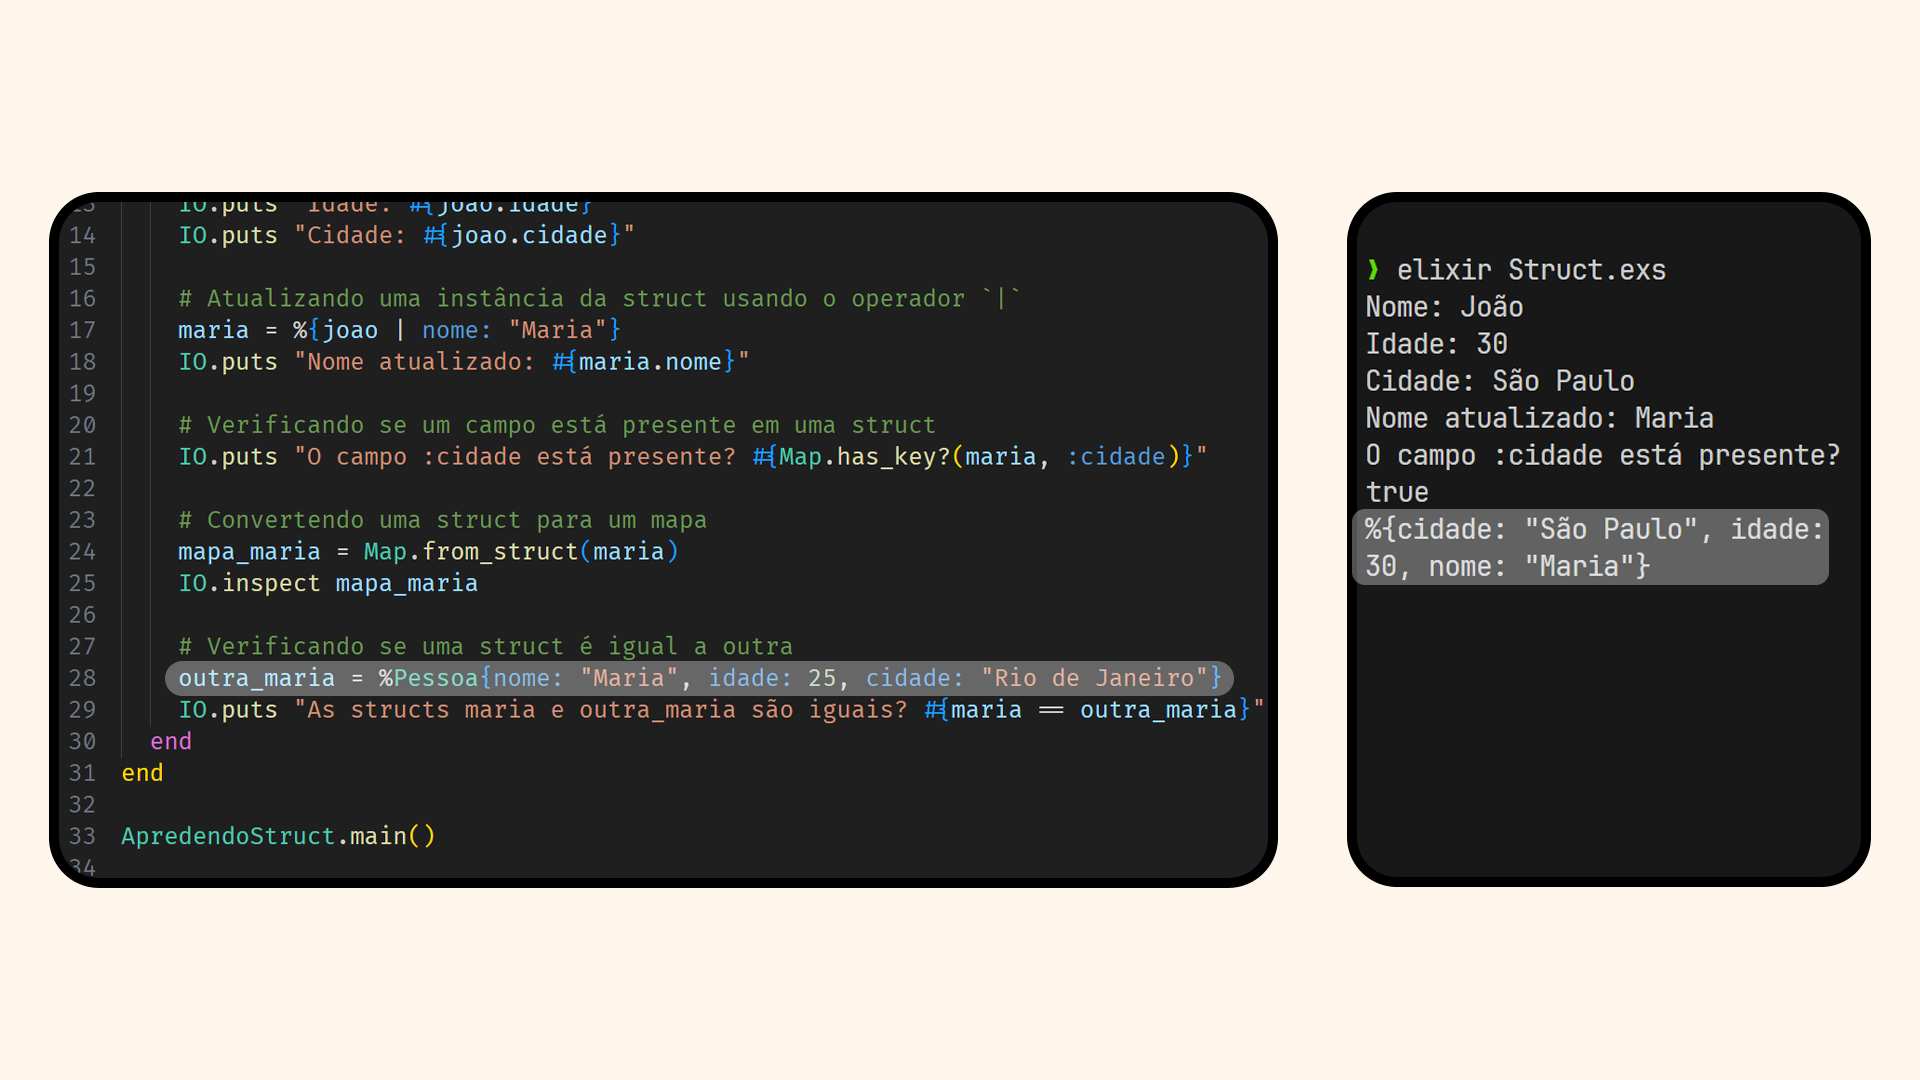 13 IO.puts "Idade: #{joao.idade}"
14 IO.puts "Cidade: #{joao.cidade}"
15
16 # Atualizando uma instância da struct usando o operador `|`
17 maria = %{joao | nome: "Maria"}
18 IO.puts "Nome atualizado: #{maria.nome}"
19
20 # Verificando se um campo está presente em uma struct
21 IO.puts "O campo :cidade está presente? #{Map.has_key?(maria, :cidade)}"
22
23 # Convertendo uma struct para um mapa
24 mapa_maria = Map.from_struct(maria)
25 IO.inspect mapa_maria
26
27 # Verificando se uma struct é igual a outra
28 outra_maria = %Pessoa{nome: "Maria", idade: 25, cidade: "Rio de Janeiro"}
29 IO.puts "As structs maria e outra_maria são iguais? #{maria == outra_maria}"
30 end
31 end
32
33 ApredendoStruct.main()
34
❯ elixir Struct.exs
Nome: João
Idade: 30
Cidade: São Paulo
Nome atualizado: Maria
O campo :cidade está presente?
true
%{cidade: "São Paulo", idade:
30, nome: "Maria"}